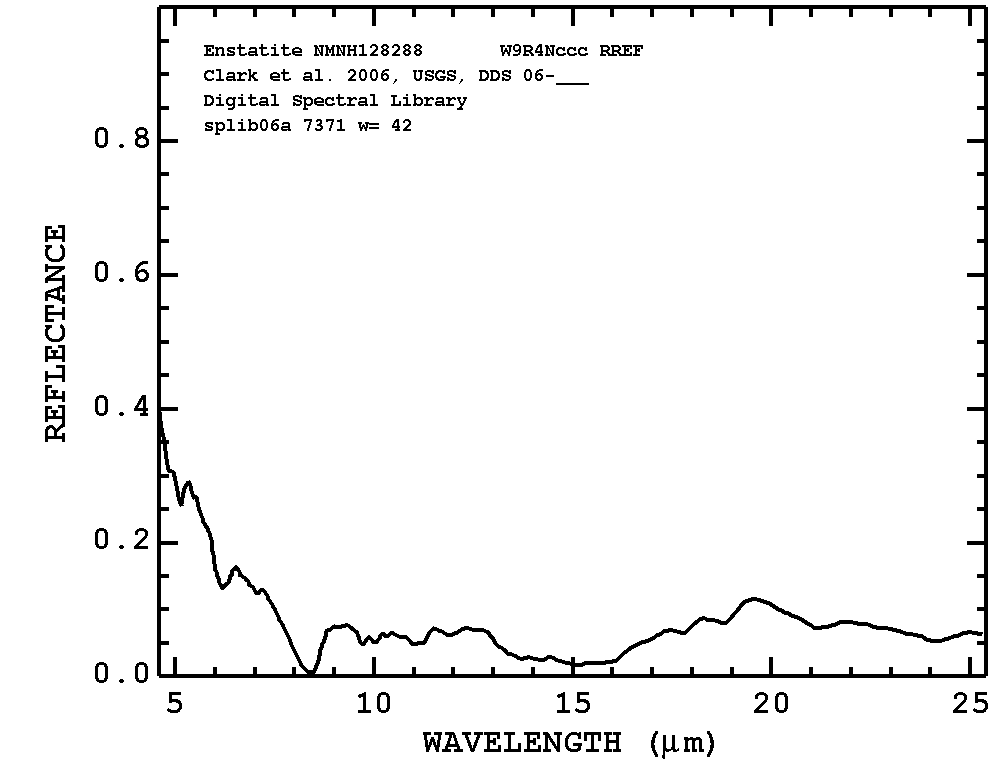 Enstatite NMNH128288 W9R4Nccc RREF
Clark et al. 2006, USGS, DDS 06-___
Digital Spectral Library
splib06a 7371 w= 42
REFLECTANCE
0.8
0.6
0.4
0.2
0.0
5 10 15 20 25
WAVELENGTH (μm)